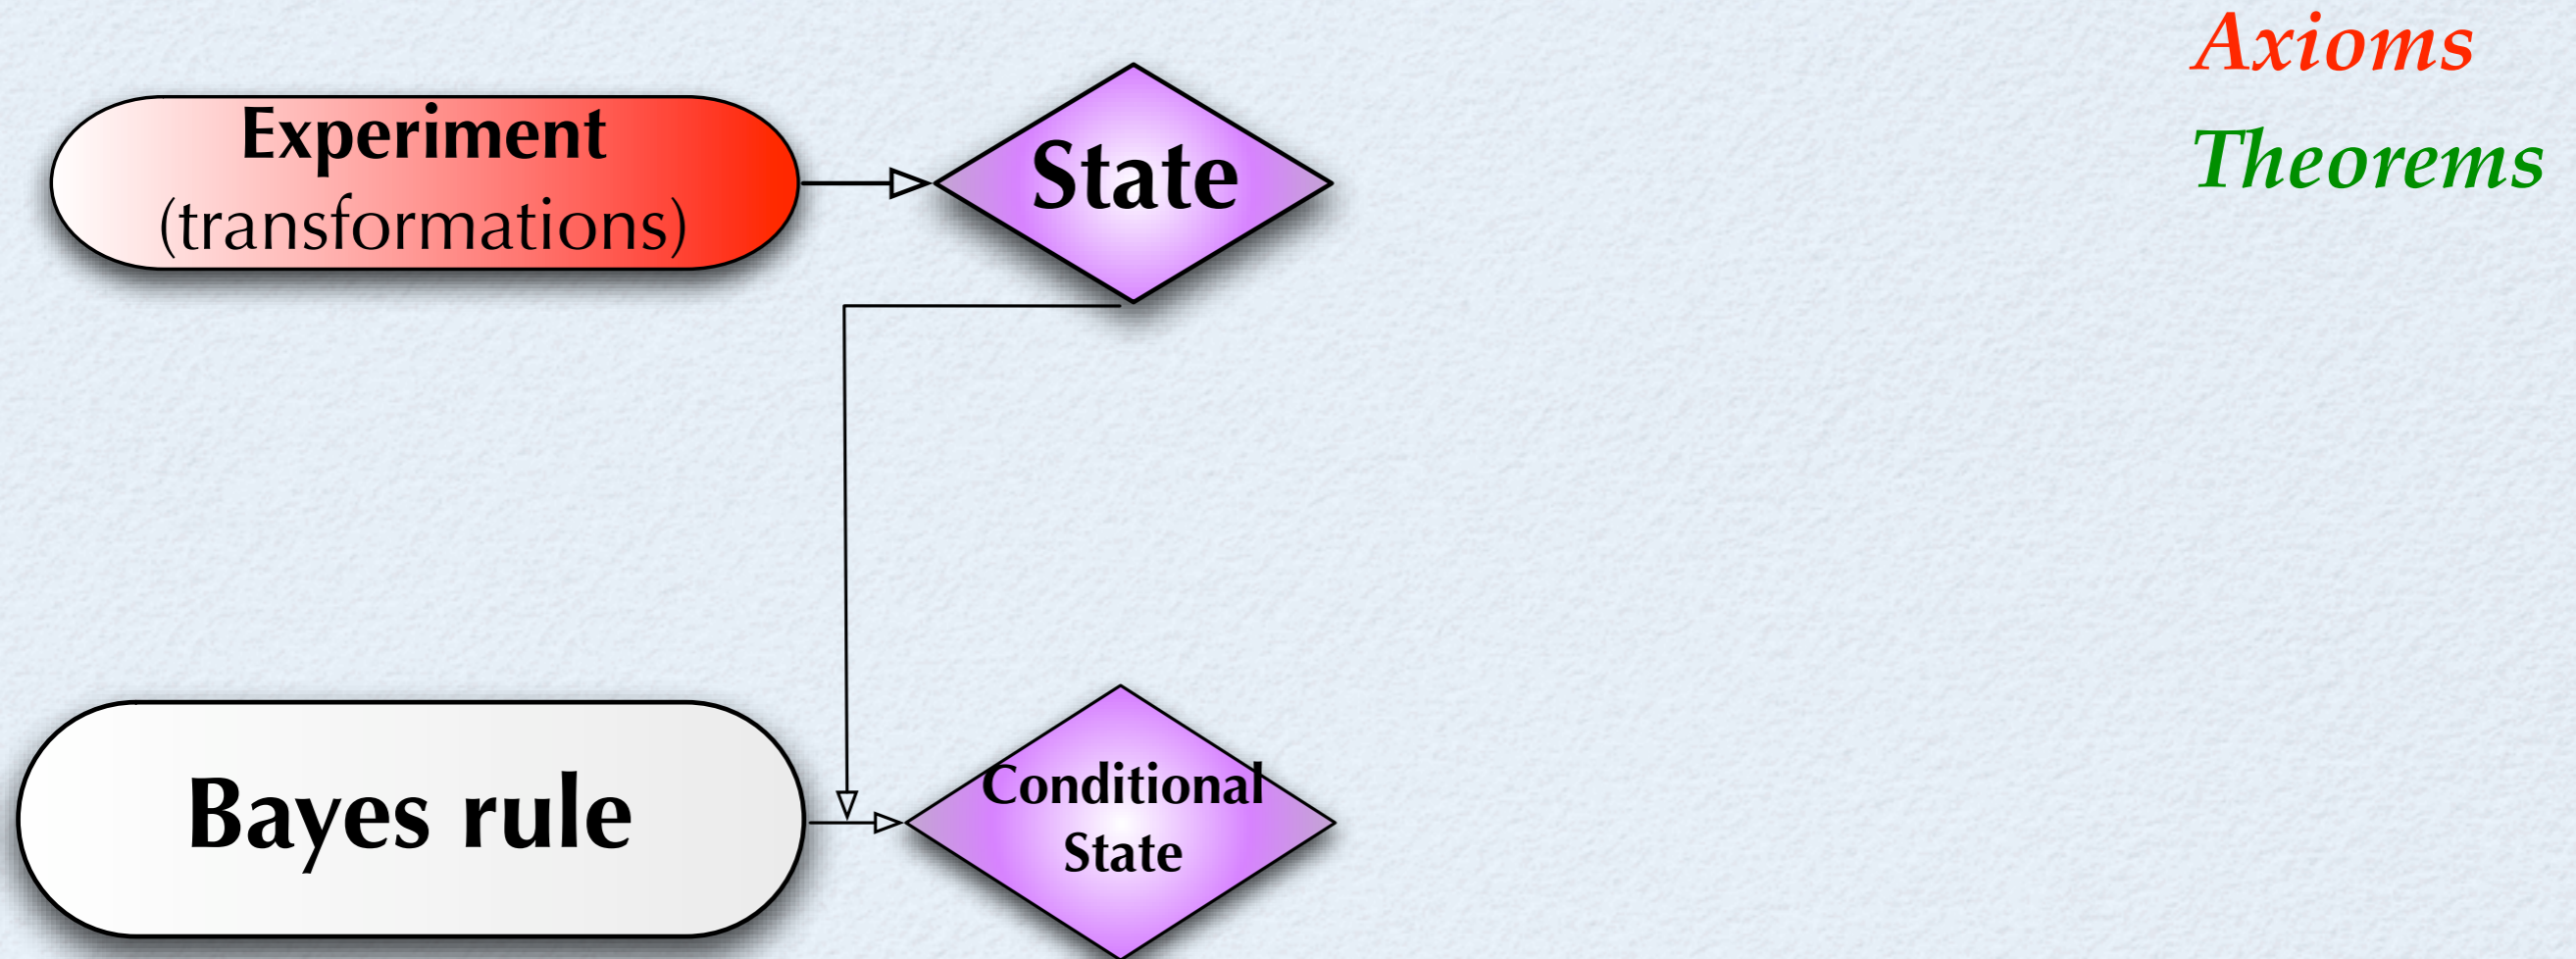 Axioms
Theorems
Experiment
(transformations)
State
Bayes rule
Conditional
State